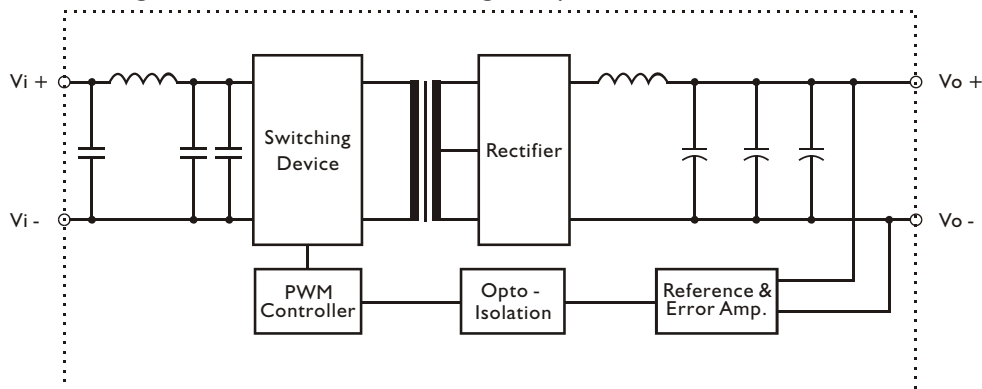 Vi +
Vo +
Switching
Device
Rectifier
Vi -
Vo -
PWM
Controller
Opto -
Isolation
Reference &
Error Amp.